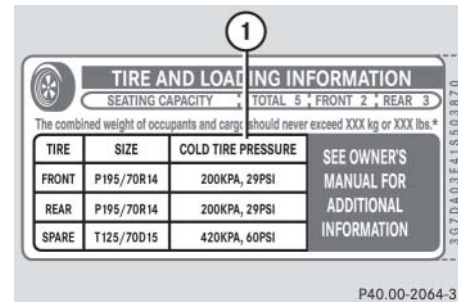 1
TIRE AND LOADING INFORMATION
SEATING CAPACITY TOTAL 5 FRONT 2 REAR 3
The combined weight of occupants and cargo should never exceed XXX kg or XXX lbs.*
TIRE SIZE COLD TIRE PRESSURE
FRONT P195/70R14 200KPA, 29PSI
REAR P195/70R14 200KPA, 29PSI
SPARE T125/70D15 420KPA, 60PSI
SEE OWNER'S
MANUAL FOR
ADDITIONAL
INFORMATION
3G7DA03E41S503870
P40.00-2064-3